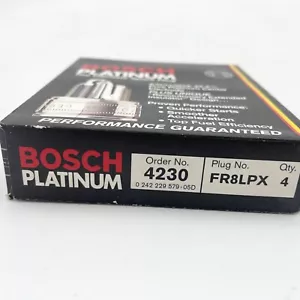 BOSCH
PLATINUM
Proven Performance:
• Quicker Starts
• Smoother
Acceleration
• Top Fuel Efficiency
PERFORMANCE GUARANTEED
BOSCH
PLATINUM
Order No.
4230
0 242 229 579-05D
Plug No.
FR8LPX
Qty.
4